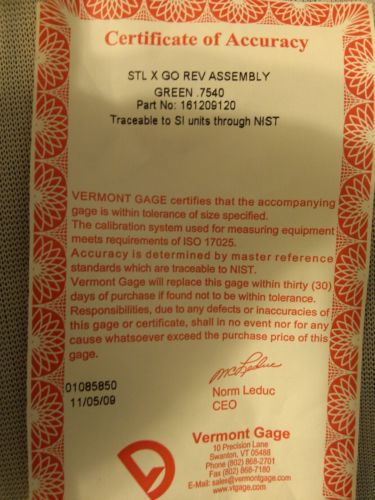 Certificate of Accuracy
STL X GO REV ASSEMBLY
GREEN .7540
Part No: 161209120
Traceable to SI units through NIST
VERMONT GAGE certifies that the accompanying
gage is within tolerance of size specified.
The calibration system used for measuring equipment
meets requirements of ISO 17025.
Accuracy is determined by master reference
standards which are traceable to NIST.
Vermont Gage will replace this gage within thirty (30)
days of purchase if found not to be within tolerance.
Responsibilities, due to any defects or inaccuracies of
this gage or certificate, shall in no event nor for any
cause whatsoever exceed the purchase price of this
gage.
01085850
11/05/09
Norm Leduc
CEO
Vermont Gage
10 Precision Lane
Swanton, VT 05488
Phone (802) 868-2701
Fax (802) 868-7180
E-Mail: sales@vermontgage.com
www.vtgage.com